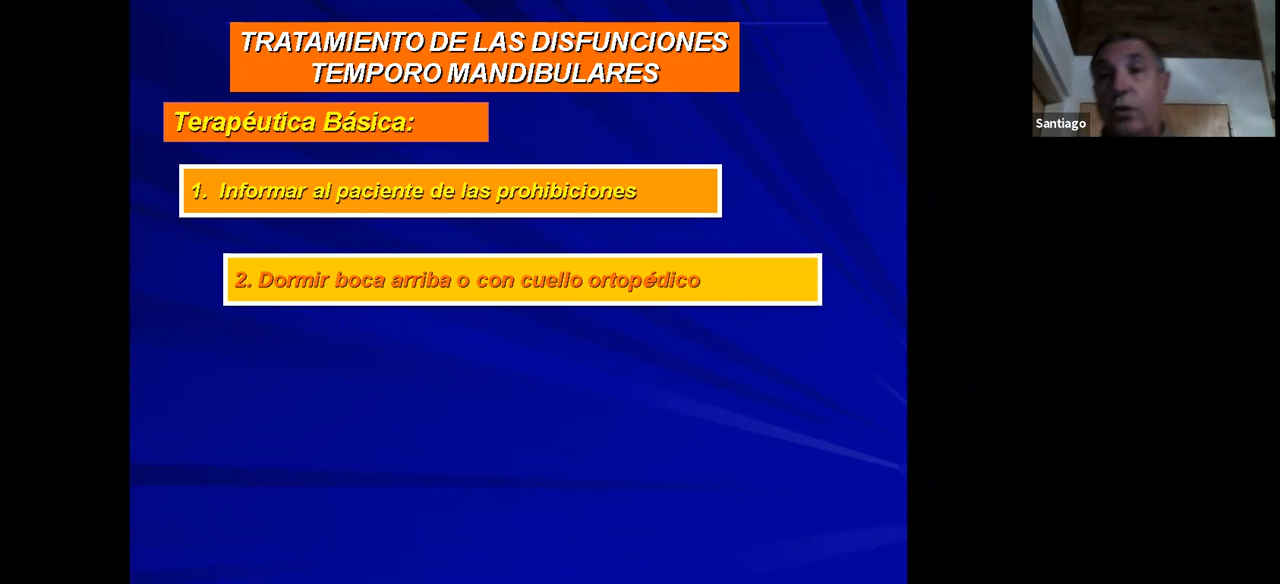 TRATAMIENTO DE LAS DISFUNCIONES
TEMPORO MANDIBULARES
Terapéutica Básica:
1. Informar al paciente de las prohibiciones
2. Dormir boca arriba o con cuello ortopédico
Santiago